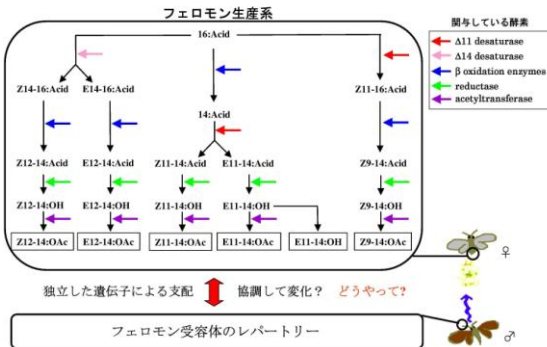 フェロモン生産系
16:Acid
Z14-16:Acid E14-16:Acid Z11-16:Acid
14:Acid
Z12-14:Acid E12-14:Acid Z11-14:Acid E11-14:Acid Z9-14:Acid
Z12-14:OH E12-14:OH Z11-14:OH E11-14:OH Z9-14:OH
Z12-14:OAc E12-14:OAc Z11-14:OAc E11-14:OAc E11-14:OH Z9-14:OAc
関与している酵素
Δ11 desaturase
Δ14 desaturase
β oxidation enzymes
reductase
acetyltransferase
♀
独立した遺伝子による支配 協調して変化? どうやって?
フェロモン受容体のレパートリー
♂